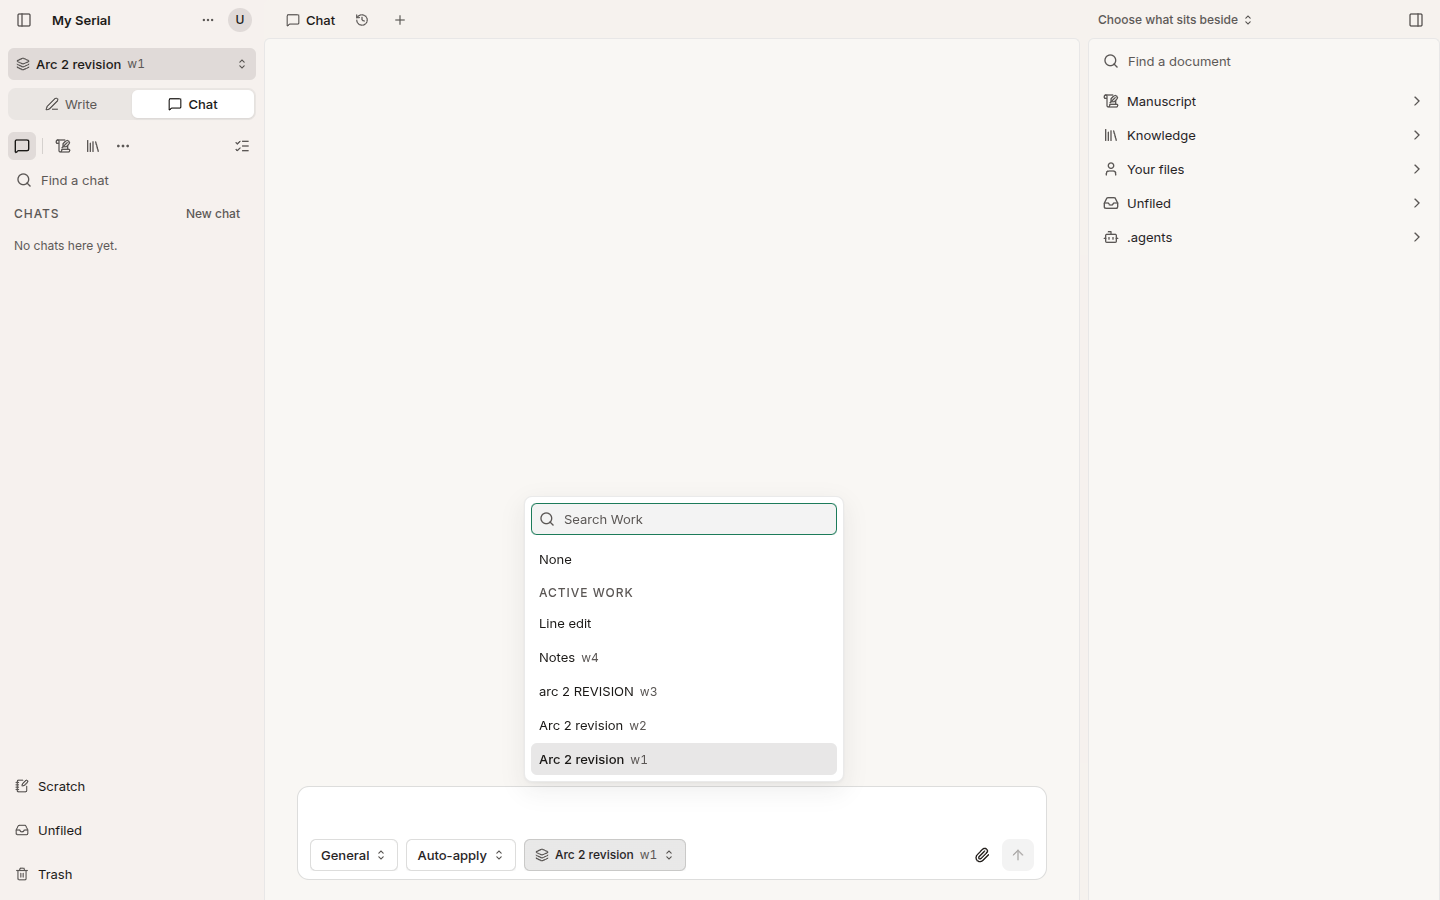 My Serial
U
Arc 2 revision w1
Write
Chat
Find a chat
CHATS
New chat
No chats here yet.
Scratch
Unfiled
Trash
Chat
Search Work
None
ACTIVE WORK
Line edit
Notes w4
arc 2 REVISION w3
Arc 2 revision w2
Arc 2 revision w1
General
Auto-apply
Arc 2 revision w1
Choose what sits beside
Find a document
Manuscript
Knowledge
Your files
Unfiled
.agents